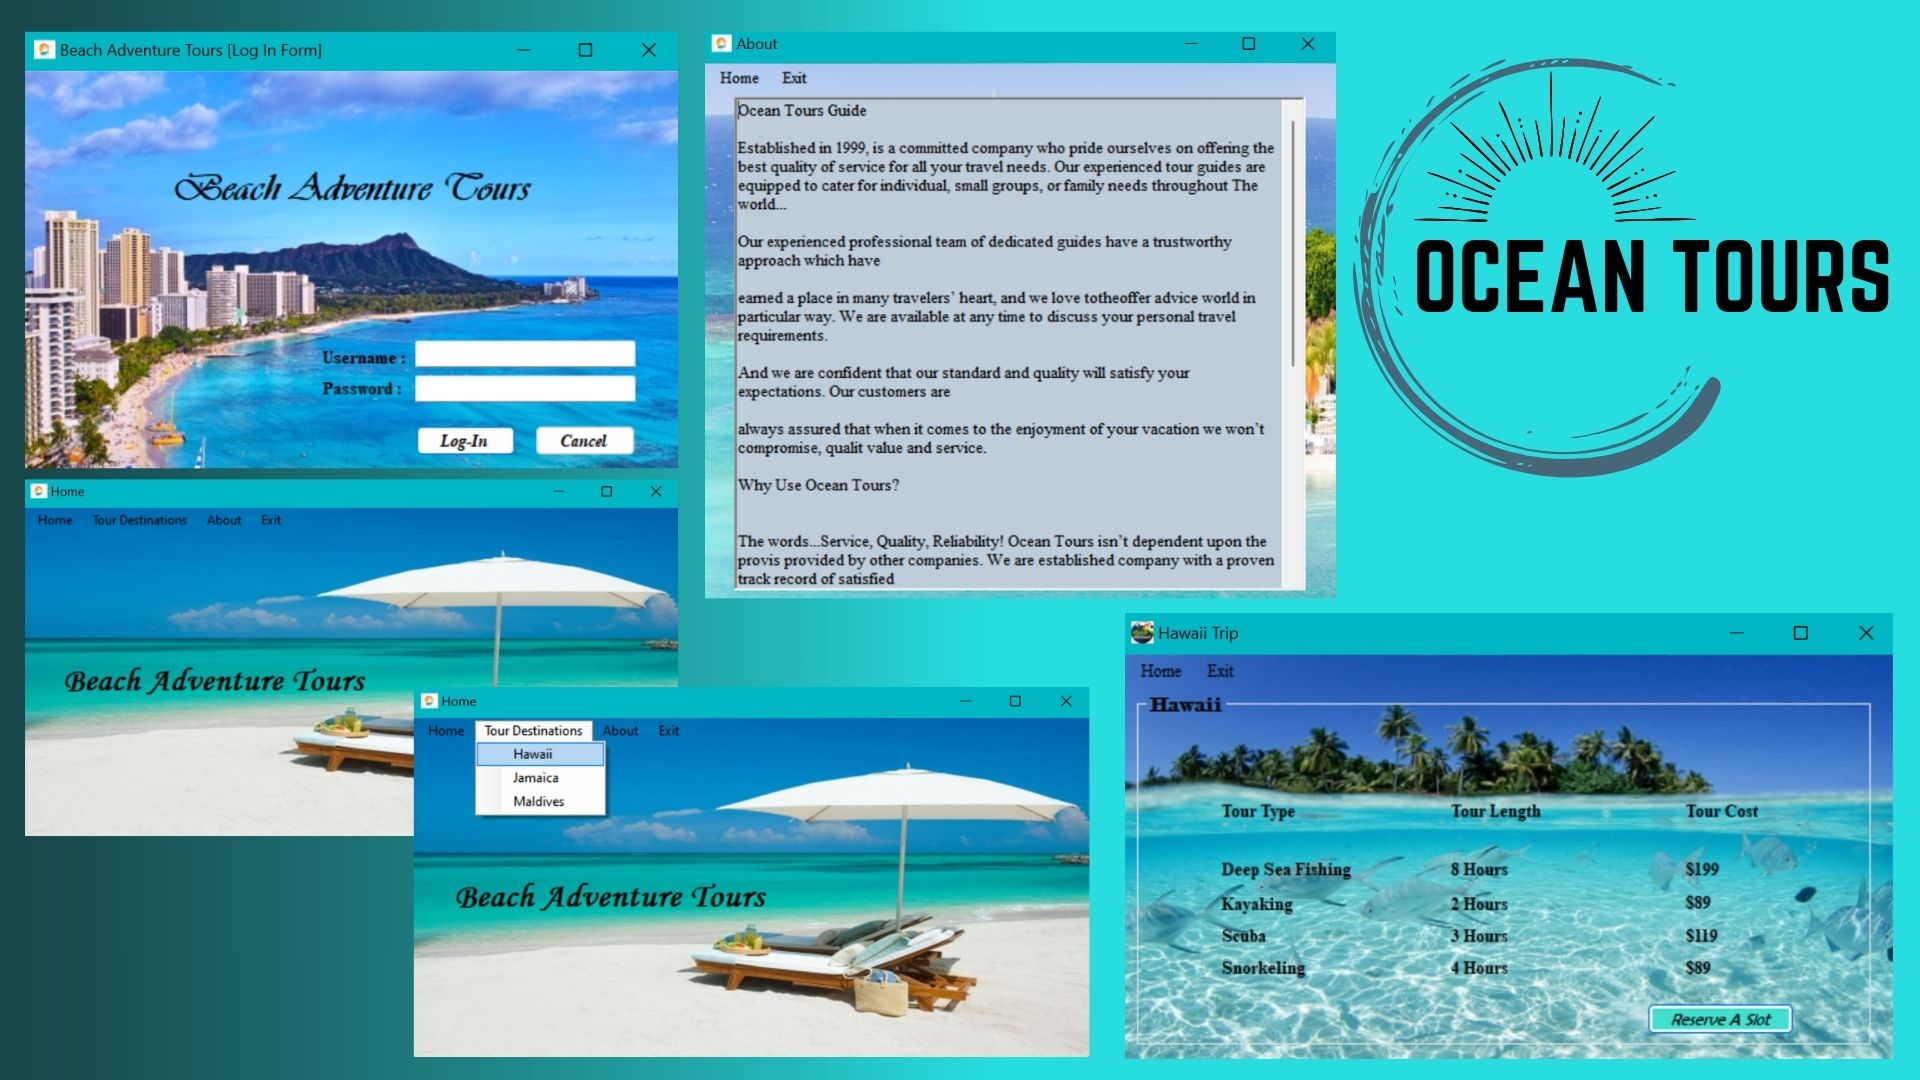 Beach Adventure Tours [Log In Form]
Beach Adventure Tours
Username :
Password :
Log-In
Cancel
Home
Home Tour Destinations About Exit
Beach Adventure Tours
Home
Home Tour Destinations About Exit
Hawaii
Jamaica
Maldives
Beach Adventure Tours
About
Home Exit
Ocean Tours Guide
Established in 1999, is a committed company who pride ourselves on offering the
best quality of service for all your travel needs. Our experienced tour guides are
equipped to cater for individual, small groups, or family needs throughout The
world...
Our experienced professional team of dedicated guides have a trustworthy
approach which have
earned a place in many travelers’ heart, and we love totheoffer advice world in
particular way. We are available at any time to discuss your personal travel
requirements.
And we are confident that our standard and quality will satisfy your
expectations. Our customers are
always assured that when it comes to the enjoyment of your vacation we won’t
compromise, qualit value and service.
Why Use Ocean Tours?
The words...Service, Quality, Reliability! Ocean Tours isn’t dependent upon the
provis provided by other companies. We are established company with a proven
track record of satisfied
OCEAN TOURS
Hawaii Trip
Home Exit
Hawaii
Tour Type Tour Length Tour Cost
Deep Sea Fishing 8 Hours $199
Kayaking 2 Hours $89
Scuba 3 Hours $119
Snorkeling 4 Hours $89
Reserve A Slot